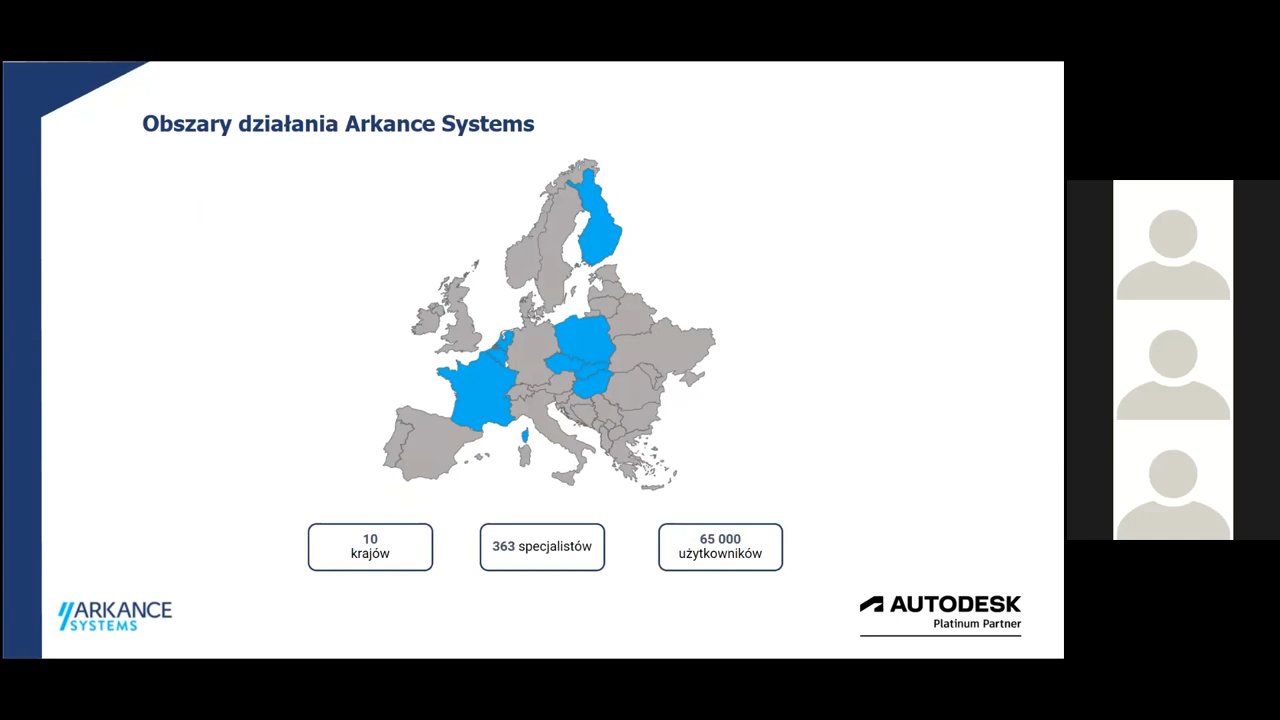 Obszary działania Arkance Systems
10
krajów
363 specjalistów
65 000
użytkowników
ARKANCE
SYSTEMS
AUTODESK
Platinum Partner